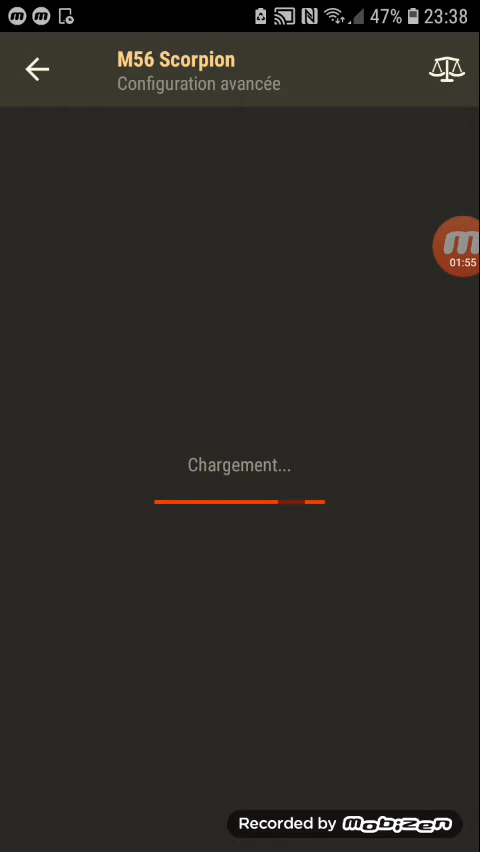 47% 23:38
M56 Scorpion
Configuration avancée
m
01:55
Chargement...
Recorded by mobizen